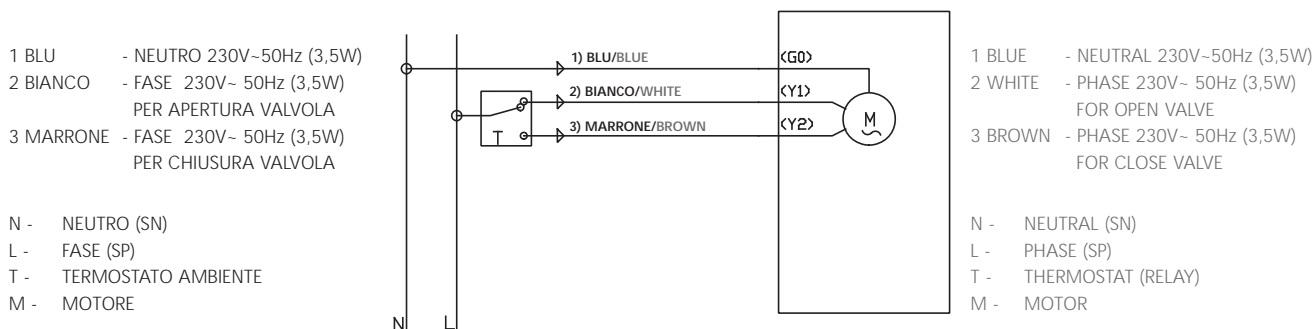 1 BLU - NEUTRO 230V~50Hz (3,5W)
2 BIANCO - FASE 230V~ 50Hz (3,5W)
PER APERTURA VALVOLA
3 MARRONE - FASE 230V~ 50Hz (3,5W)
PER CHIUSURA VALVOLA
N - NEUTRO (SN)
L - FASE (SP)
T - TERMOSTATO AMBIENTE
M - MOTORE
1) BLU/BLUE
(G0)
2) BIANCO/WHITE
(Y1)
3) MARRONE/BROWN
(Y2)
T
M
N
L
1 BLUE - NEUTRAL 230V~50Hz (3,5W)
2 WHITE - PHASE 230V~ 50Hz (3,5W)
FOR OPEN VALVE
3 BROWN - PHASE 230V~ 50Hz (3,5W)
FOR CLOSE VALVE
N - NEUTRAL (SN)
L - PHASE (SP)
T - THERMOSTAT (RELAY)
M - MOTOR